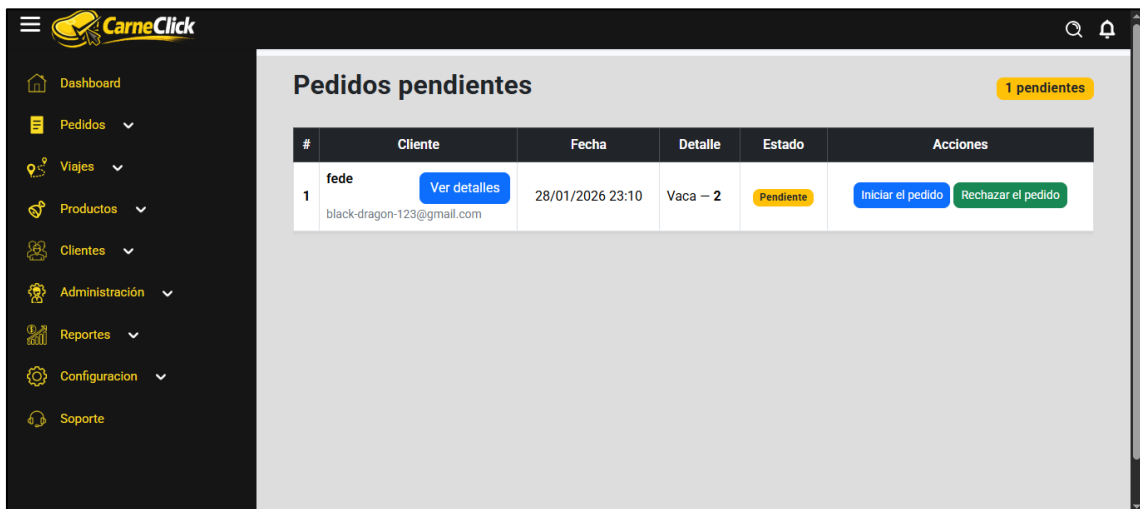 CarneClick
Dashboard
Pedidos
Viajes
Productos
Clientes
Administración
Reportes
Configuracion
Soporte
Pedidos pendientes
1 pendientes
# Cliente Fecha Detalle Estado Acciones
1 fede Ver detalles 28/01/2026 23:10 Vaca — 2 Pendiente Iniciar el pedido Rechazar el pedido
black-dragon-123@gmail.com